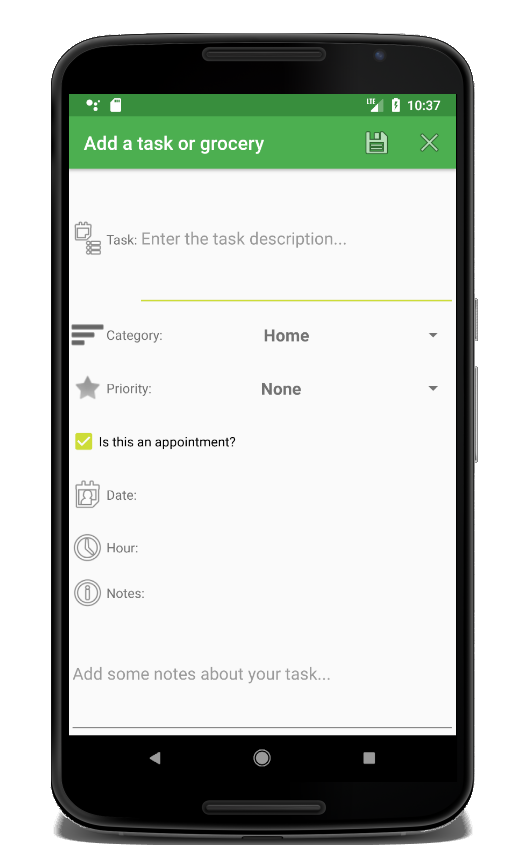 LTE 10:37
Add a task or grocery
Task: Enter the task description...
Category: Home
Priority: None
Is this an appointment?
Date:
Hour:
Notes:
Add some notes about your task...